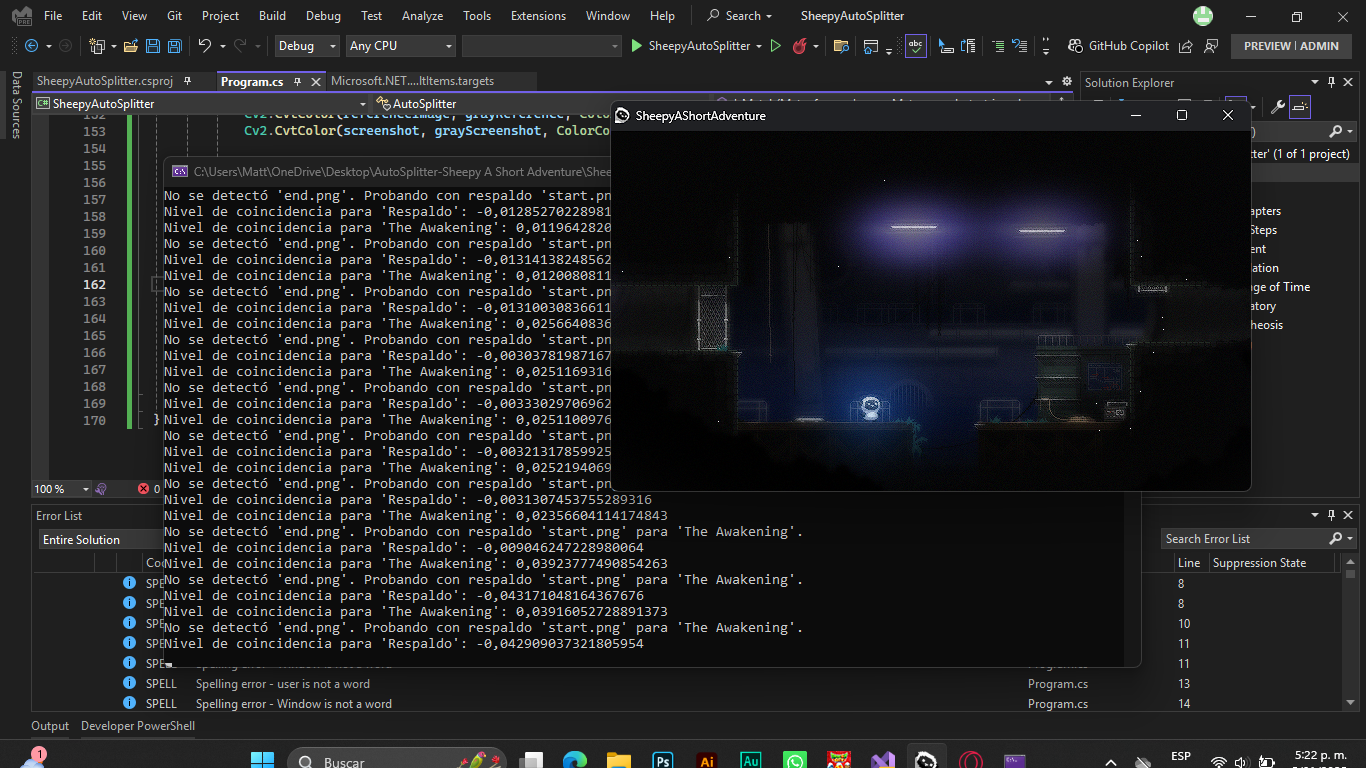 File Edit View Git Project Build Debug Test Analyze Tools Extensions Window Help Search SheepyAutoSplitter
Debug Any CPU SheepyAutoSplitter GitHub Copilot PREVIEW | ADMIN
Data Sources
SheepyAutoSplitter.csproj Program.cs Microsoft.NET....ltItems.targets
Solution Explorer
SheepyAutoSplitter AutoSplitter
SheepyAShortAdventure
153 Cv2.CvtColor(screenshot, grayScreenshot, ColorCo
154
155
156
157
158
159
160
161
162
163
164
165
166
167
168
169
170 }
tter' (1 of 1 project)
apters
Steps
ent
ation
ge of Time
atory
heosis
C:\Users\Matt\OneDrive\Desktop\AutoSplitter-Sheepy A Short Adventure\Shee
No se detectó 'end.png'. Probando con respaldo 'start.pn
Nivel de coincidencia para 'Respaldo': -0,01285270228981
Nivel de coincidencia para 'The Awakening': 0,0119642820
No se detectó 'end.png'. Probando con respaldo 'start.pn
Nivel de coincidencia para 'Respaldo': -0,01314138248562
Nivel de coincidencia para 'The Awakening': 0,0120080811
No se detectó 'end.png'. Probando con respaldo 'start.pn
Nivel de coincidencia para 'Respaldo': -0,01310030836611
Nivel de coincidencia para 'The Awakening': 0,0256640836
No se detectó 'end.png'. Probando con respaldo 'start.pn
Nivel de coincidencia para 'Respaldo': -0,00303781987167
Nivel de coincidencia para 'The Awakening': 0,0251169316
No se detectó 'end.png'. Probando con respaldo 'start.pn
Nivel de coincidencia para 'Respaldo': -0,00333029706962
Nivel de coincidencia para 'The Awakening': 0,0251100976
No se detectó 'end.png'. Probando con respaldo 'start.pn
Nivel de coincidencia para 'Respaldo': -0,00321317859925
Nivel de coincidencia para 'The Awakening': 0,0252194069
No se detectó 'end.png'. Probando con respaldo 'start.pn
Nivel de coincidencia para 'Respaldo': -0,0031307453755289316
Nivel de coincidencia para 'The Awakening': 0,02356604114174843
No se detectó 'end.png'. Probando con respaldo 'start.png' para 'The Awakening'.
Nivel de coincidencia para 'Respaldo': -0,009046247228980064
Nivel de coincidencia para 'The Awakening': 0,03923777490854263
No se detectó 'end.png'. Probando con respaldo 'start.png' para 'The Awakening'.
Nivel de coincidencia para 'Respaldo': -0,043171048164367676
Nivel de coincidencia para 'The Awakening': 0,03916052728891373
No se detectó 'end.png'. Probando con respaldo 'start.png' para 'The Awakening'.
Nivel de coincidencia para 'Respaldo': -0,042909037321805954
100 % 0
Error List
Entire Solution Search Error List
Co Line Suppression State
SPE 8
SPE 8
SPE 10
SPE 11
SPE 11
SPELL Spelling error - user is not a word Program.cs 13
SPELL Spelling error - Window is not a word Program.cs 14
Output Developer PowerShell
1 Buscar Ps Ai Au ESP 5:22 p. m.